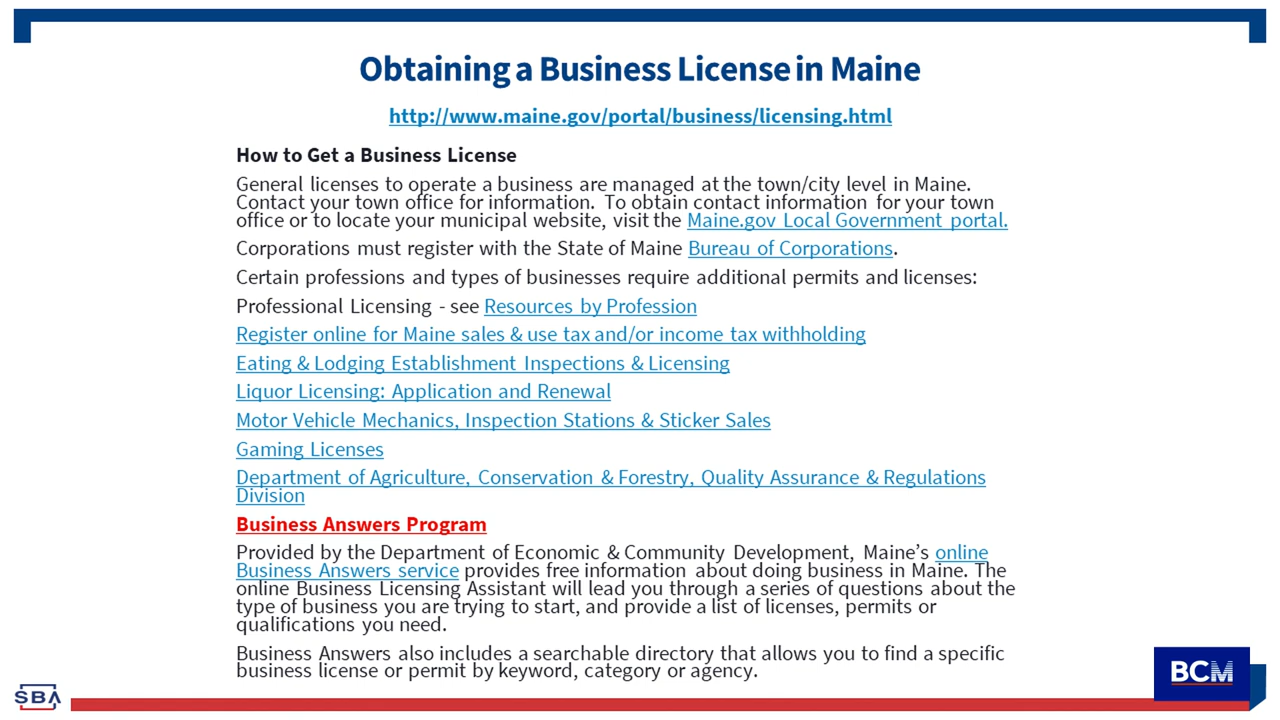 Obtaining a Business License in Maine
http://www.maine.gov/portal/business/licensing.html
How to Get a Business License
General licenses to operate a business are managed at the town/city level in Maine.
Contact your town office for information. To obtain contact information for your town
office or to locate your municipal website, visit the Maine.gov Local Government portal.
Corporations must register with the State of Maine Bureau of Corporations.
Certain professions and types of businesses require additional permits and licenses:
Professional Licensing - see Resources by Profession
Register online for Maine sales & use tax and/or income tax withholding
Eating & Lodging Establishment Inspections & Licensing
Liquor Licensing: Application and Renewal
Motor Vehicle Mechanics, Inspection Stations & Sticker Sales
Gaming Licenses
Department of Agriculture, Conservation & Forestry, Quality Assurance & Regulations
Division
Business Answers Program
Provided by the Department of Economic & Community Development, Maine’s online
Business Answers service provides free information about doing business in Maine. The
online Business Licensing Assistant will lead you through a series of questions about the
type of business you are trying to start, and provide a list of licenses, permits or
qualifications you need.
Business Answers also includes a searchable directory that allows you to find a specific
business license or permit by keyword, category or agency.
SBA
BCM